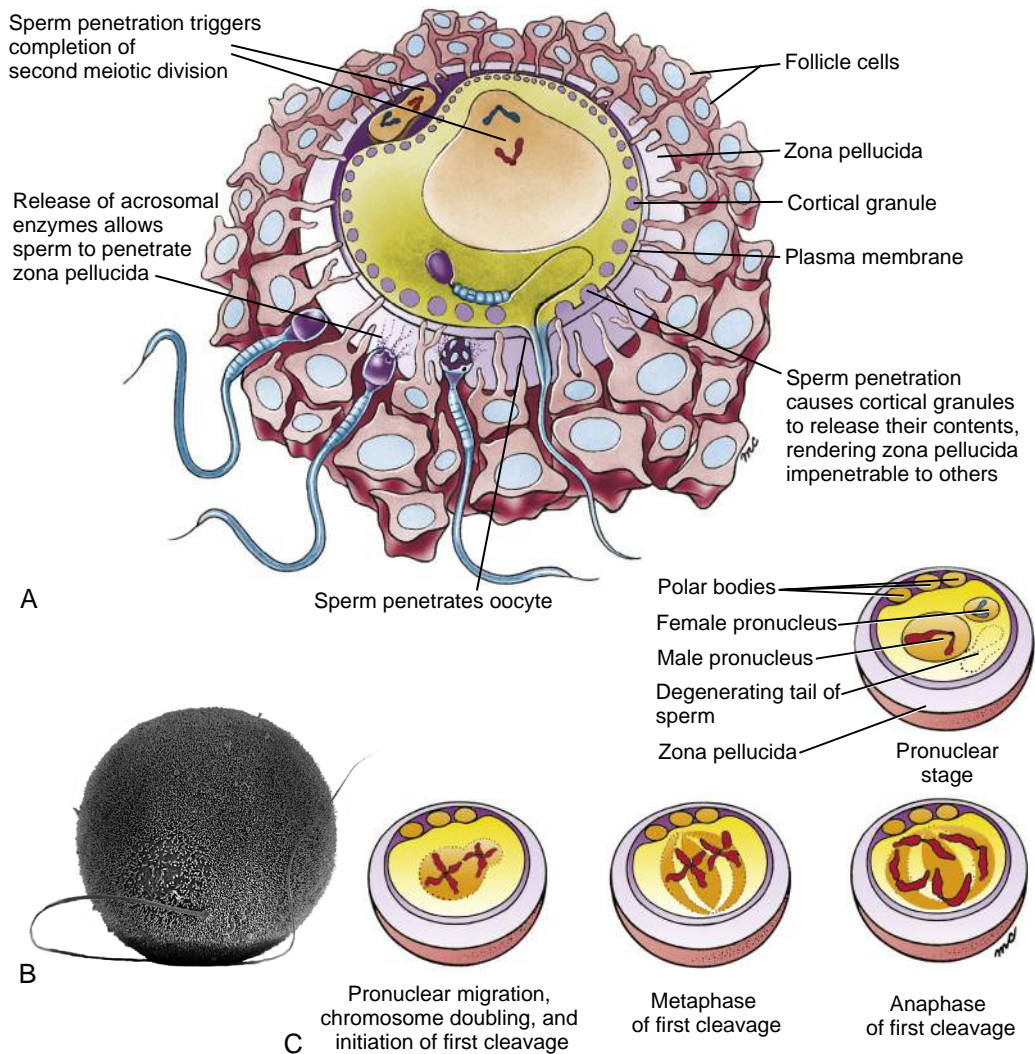 Sperm penetration triggers
completion of
second meiotic division
Follicle cells
Zona pellucida
Cortical granule
Plasma membrane
Release of acrosomal
enzymes allows
sperm to penetrate
zona pellucida
Sperm penetration
causes cortical granules
to release their contents,
rendering zona pellucida
impenetrable to others
mc
A
Sperm penetrates oocyte
Polar bodies
Female pronucleus
Male pronucleus
Degenerating tail of
sperm
Zona pellucida
Pronuclear
stage
B
mc
Pronuclear migration,
chromosome doubling, and
initiation of first cleavage
Metaphase
of first cleavage
Anaphase
of first cleavage
C